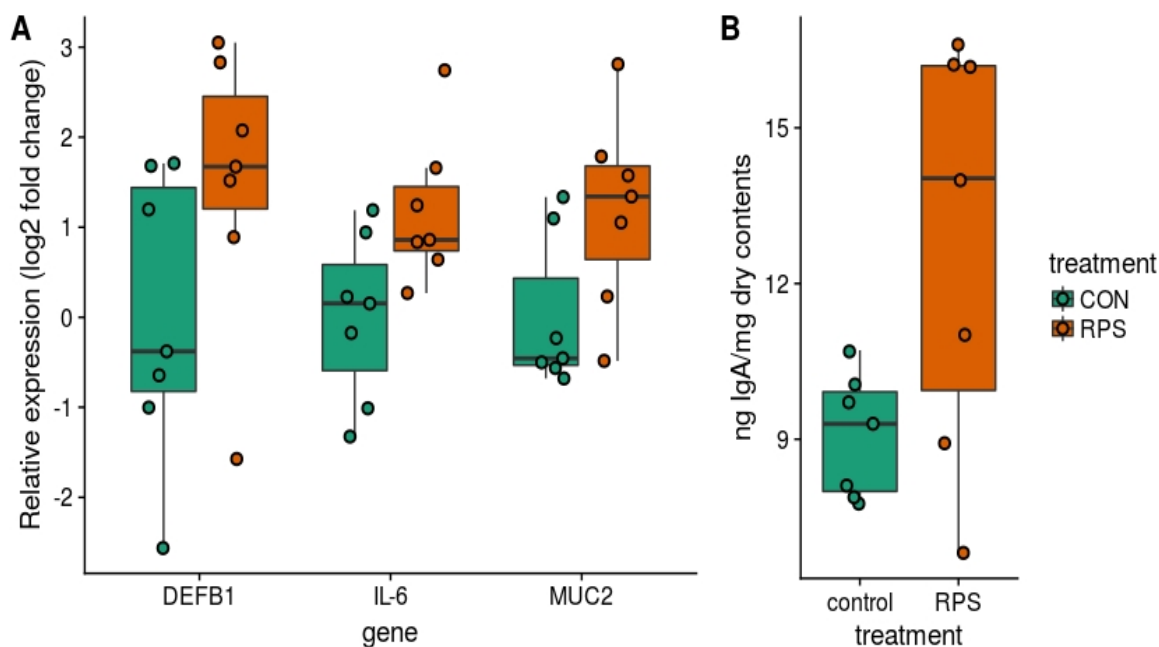 A
Relative expression (log2 fold change)
3
2
1
0
-1
-2
DEFB1 IL-6 MUC2
gene
B
ng IgA/mg dry contents
15
12
9
control RPS
treatment
treatment
CON
RPS